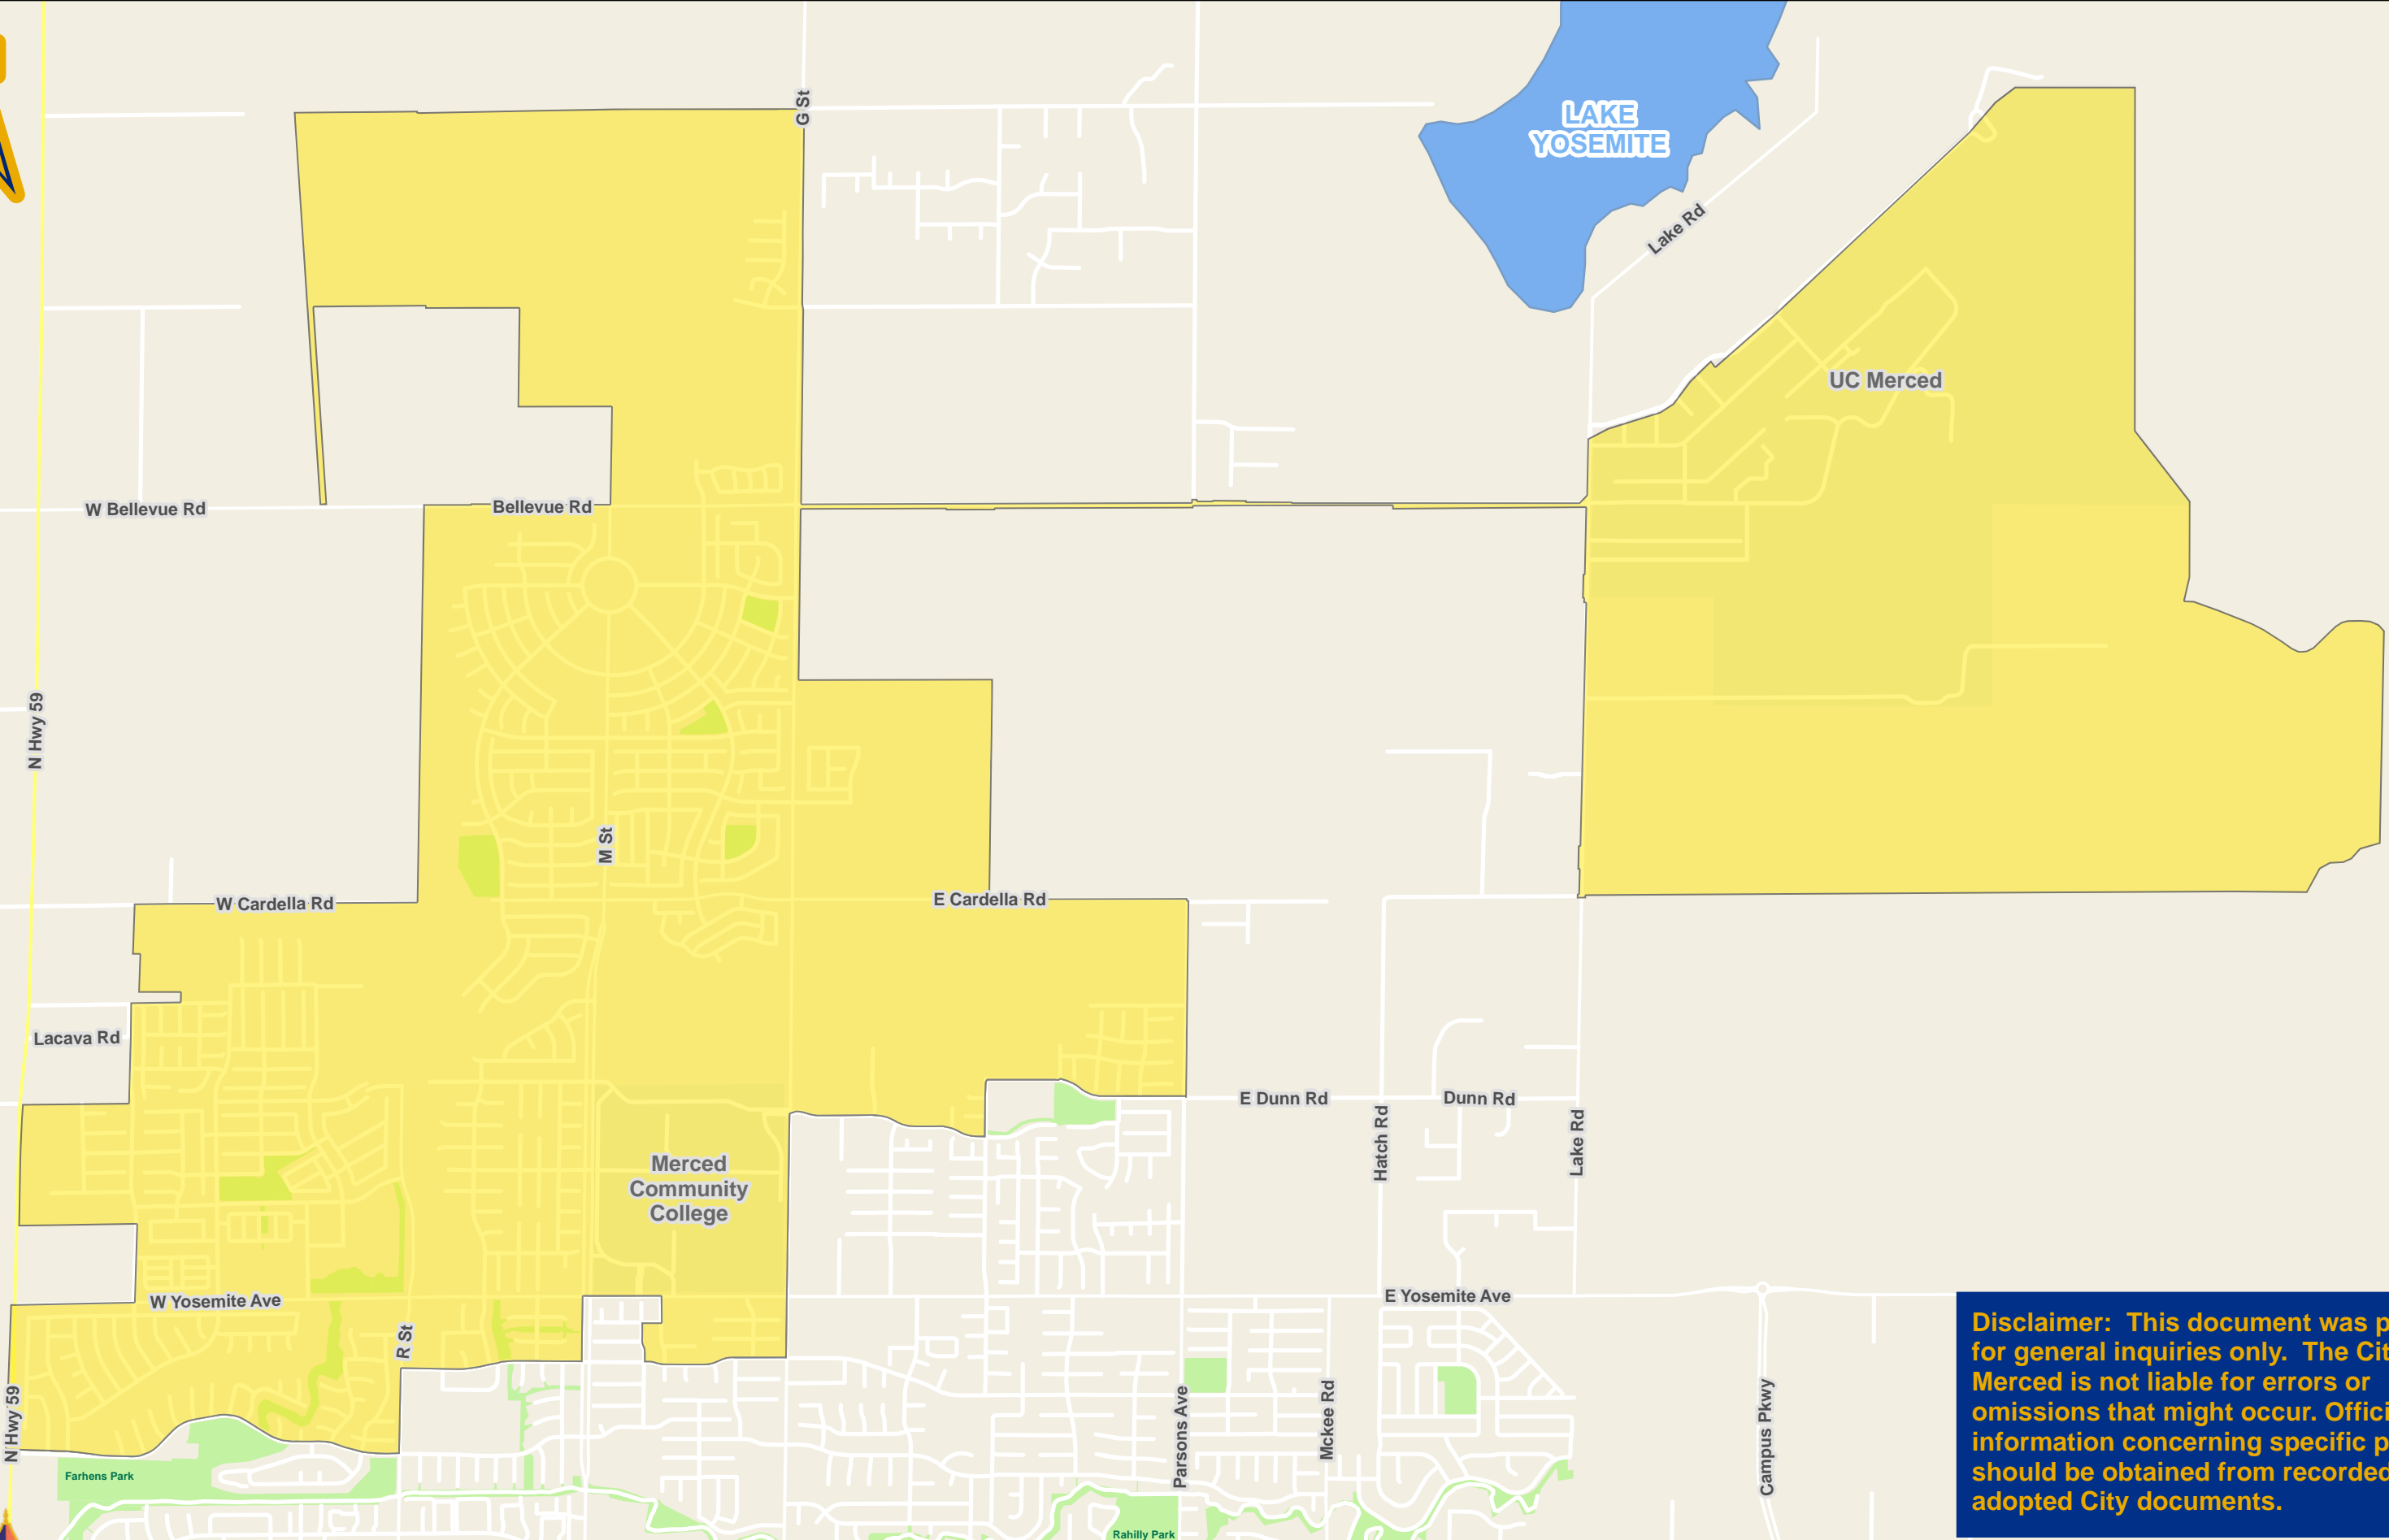 G St
LAKE
YOSEMITE
Lake Rd
UC Merced
W Bellevue Rd
Bellevue Rd
N Hwy 59
M St
W Cardella Rd
E Cardella Rd
Lacava Rd
E Dunn Rd
Dunn Rd
Hatch Rd
Lake Rd
Merced
Community
College
W Yosemite Ave
E Yosemite Ave
R St
N Hwy 59
Parsons Ave
Mckee Rd
Campus Pkwy
Farhens Park
Rahilly Park
Disclaimer: This document was p
for general inquiries only. The Cit
Merced is not liable for errors or
omissions that might occur. Offici
information concerning specific p
should be obtained from recorded
adopted City documents.